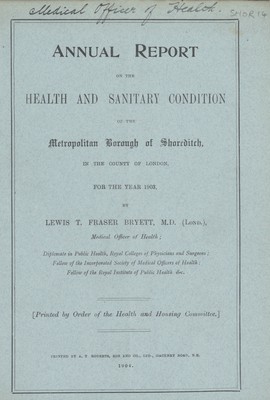 Medical Officer of Health.
SHOR 14
ANNUAL REPORT
ON THE
HEALTH AND SANITARY CONDITION
OF THE
Metropolitan Borough of Shoreditch,
IN THE COUNTY OF LONDON,
FOR THE YEAR 1903,
BY
LEWIS T. FRASER BRYETT, M.D. (LOND.),
Medical Officer of Health;
Diplomate in Public Health, Royal Colleges of Physicians and Surgeons;
Fellow of the Incorporated Society of Medical Officers of Health;
Fellow of the Royal Institute of Public Health &c.
[Printed by Order of the Health and Housing Committee.]
1904.